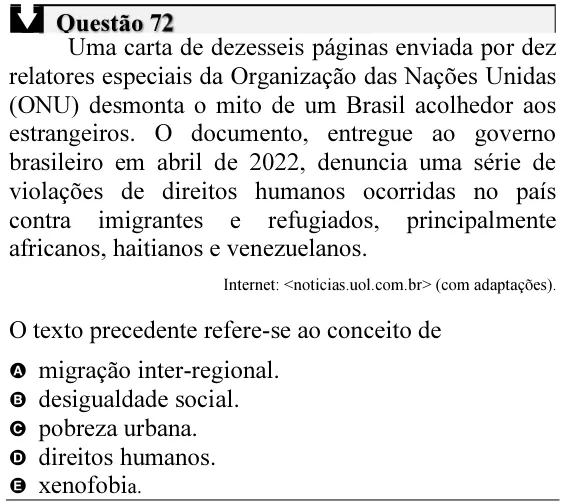 Questão 72
Uma carta de dezesseis páginas enviada por dez
relatores especiais da Organização das Nações Unidas
(ONU) desmonta o mito de um Brasil acolhedor aos
estrangeiros. O documento, entregue ao governo
brasileiro em abril de 2022, denuncia uma série de
violações de direitos humanos ocorridas no país
contra imigrantes e refugiados, principalmente
africanos, haitianos e venezuelanos.
Internet: <noticias.uol.com.br> (com adaptações).
O texto precedente refere-se ao conceito de
A migração inter-regional.
B desigualdade social.
C pobreza urbana.
D direitos humanos.
E xenofobia.